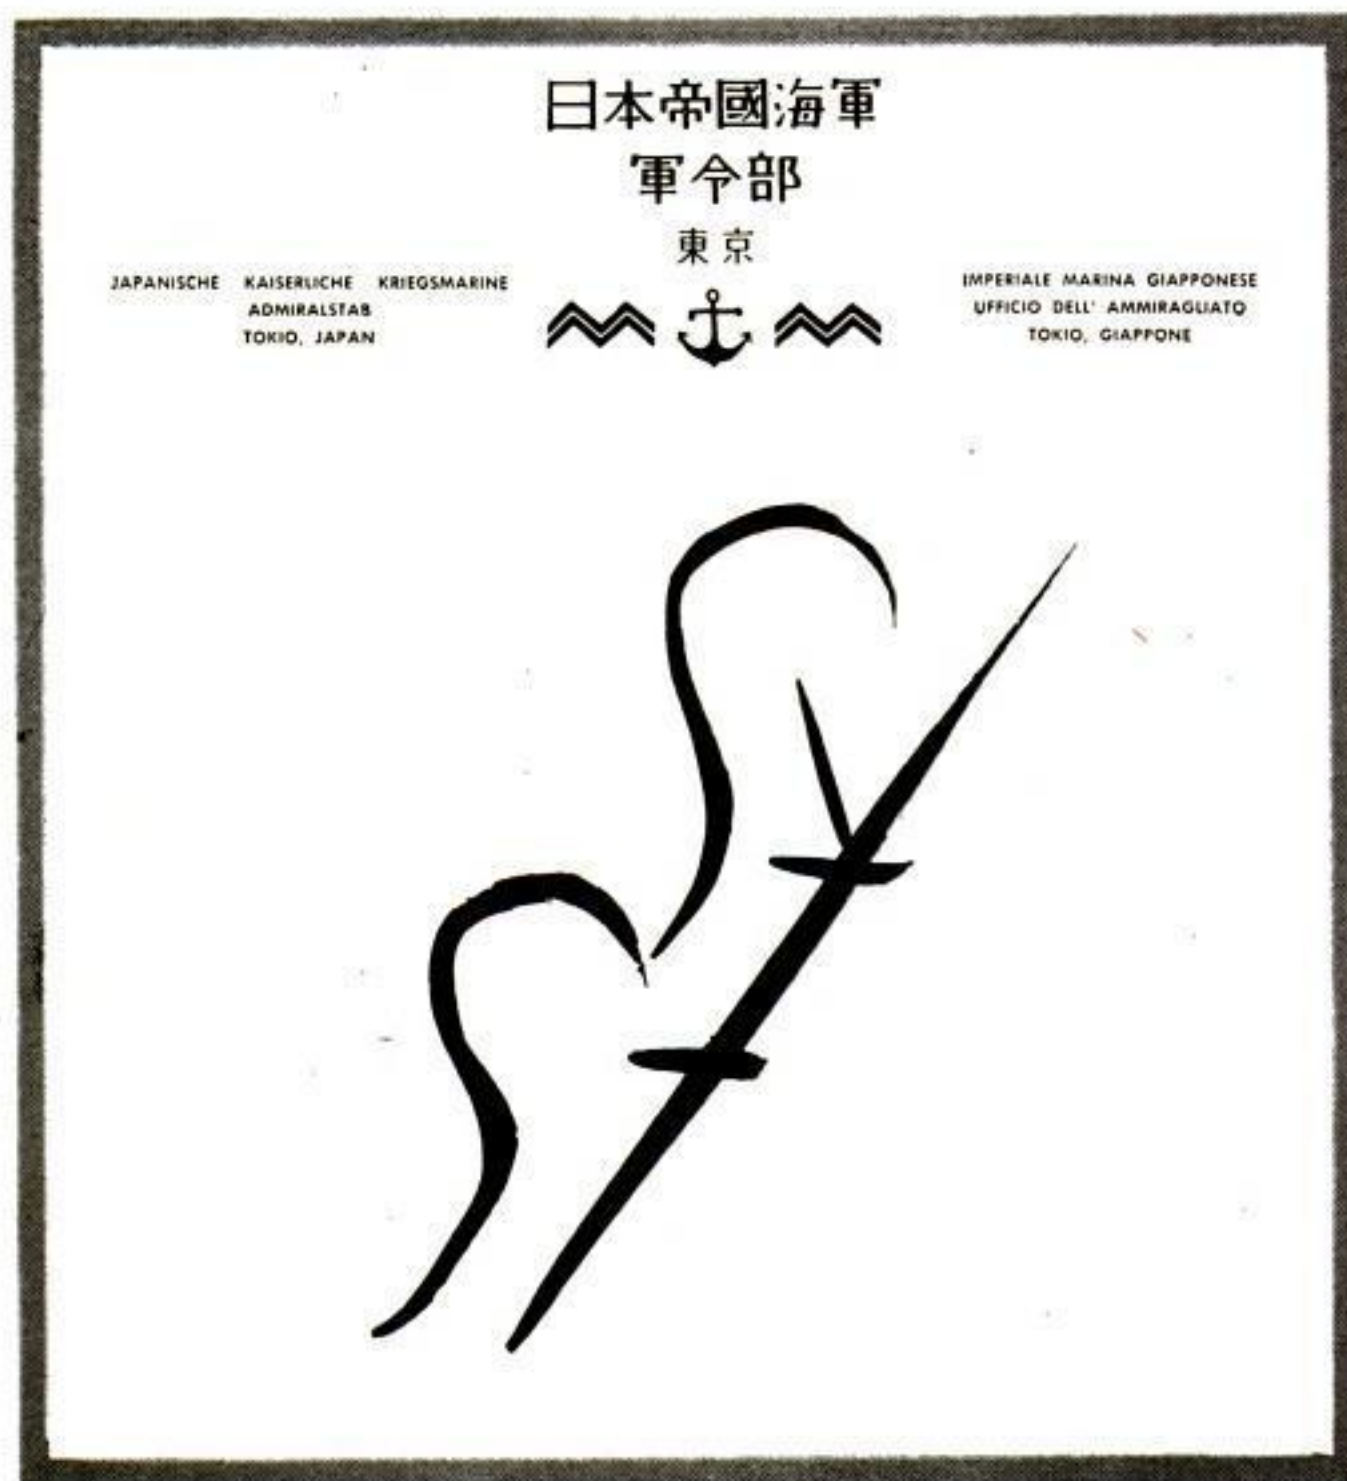 日本帝國海軍
軍令部
東京
JAPANISCHE KAISERLICHE KRIEGSMARINE
ADMIRALSTAB
TOKIO, JAPAN
IMPERIALE MARINA GIAPPONESE
UFFICIO DELL' AMMIRAGLIATO
TOKIO, GIAPPONE